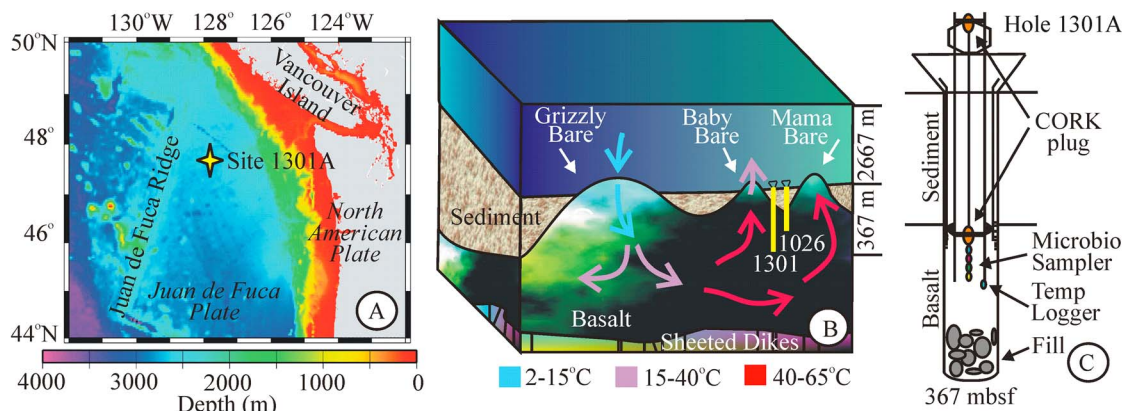 130°W 128° 126° 124°W
50°N
48°
46°
44°N
Vancouver
Island
Site 1301A
Juan de Fuca Ridge
North
American
Plate
Juan de Fuca
Plate
A
4000 3000 2000 1000 0
Depth (m)
Grizzly
Bare
Baby
Bare
Mama
Bare
2667 m
367 m
Sediment
1026
1301
Basalt
B
Sheeted Dikes
2-15°C 15-40°C 40-65°C
Hole 1301A
CORK
plug
Sediment
Microbio
Sampler
Temp
Logger
Basalt
Fill
C
367 mbsf